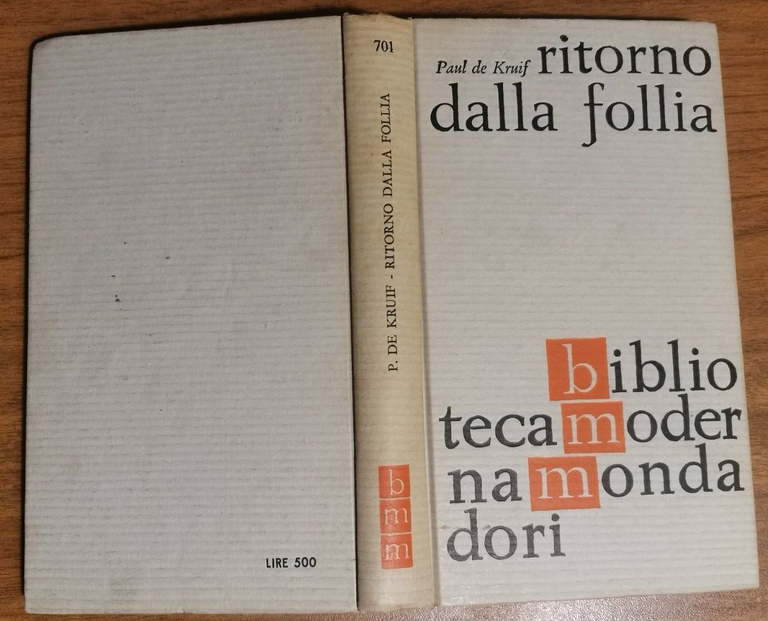 LIRE 500
701
P. DE KRUIF - RITORNO DALLA FOLLIA
b
m
m
Paul de Kruif ritorno
dalla follia
biblio
tecamoder
namonda
dori